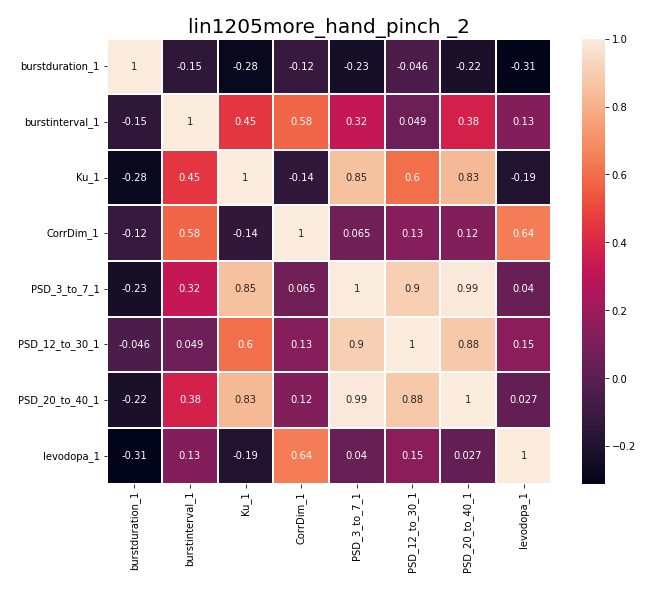 lin1205more_hand_pinch _2
burstduration_1 1 -0.15 -0.28 -0.12 -0.23 -0.046 -0.22 -0.31
burstinterval_1 -0.15 1 0.45 0.58 0.32 0.049 0.38 0.13
Ku_1 -0.28 0.45 1 -0.14 0.85 0.6 0.83 -0.19
CorrDim_1 -0.12 0.58 -0.14 1 0.065 0.13 0.12 0.64
PSD_3_to_7_1 -0.23 0.32 0.85 0.065 1 0.9 0.99 0.04
PSD_12_to_30_1 -0.046 0.049 0.6 0.13 0.9 1 0.88 0.15
PSD_20_to_40_1 -0.22 0.38 0.83 0.12 0.99 0.88 1 0.027
levodopa_1 -0.31 0.13 -0.19 0.64 0.04 0.15 0.027 1
burstduration_1
burstinterval_1
Ku_1
CorrDim_1
PSD_3_to_7_1
PSD_12_to_30_1
PSD_20_to_40_1
levodopa_1
1.0
0.8
0.6
0.4
0.2
0.0
−0.2